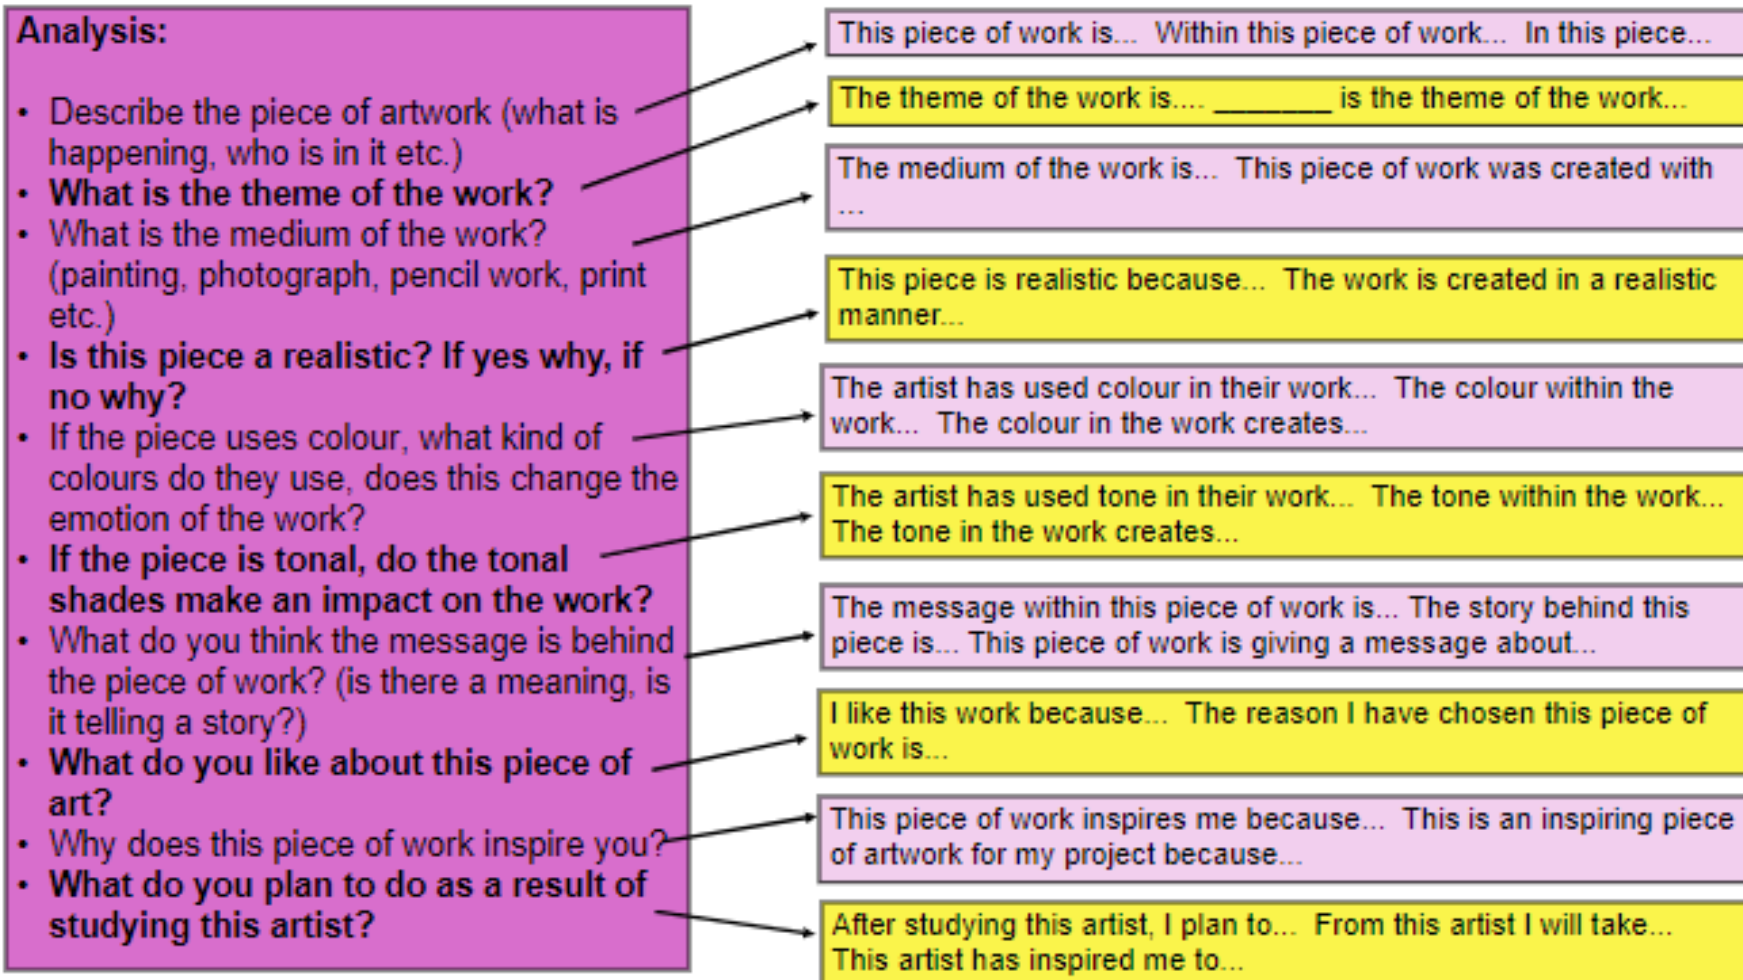 Analysis:
• Describe the piece of artwork (what is
happening, who is in it etc.)
• What is the theme of the work?
• What is the medium of the work?
(painting, photograph, pencil work, print
etc.)
• Is this piece a realistic? If yes why, if
no why?
• If the piece uses colour, what kind of
colours do they use, does this change the
emotion of the work?
• If the piece is tonal, do the tonal
shades make an impact on the work?
• What do you think the message is behind
the piece of work? (is there a meaning, is
it telling a story?)
• What do you like about this piece of
art?
• Why does this piece of work inspire you?
• What do you plan to do as a result of
studying this artist?
This piece of work is... Within this piece of work... In this piece...
The theme of the work is.... _______ is the theme of the work...
The medium of the work is... This piece of work was created with
...
This piece is realistic because... The work is created in a realistic
manner...
The artist has used colour in their work... The colour within the
work... The colour in the work creates...
The artist has used tone in their work... The tone within the work...
The tone in the work creates...
The message within this piece of work is... The story behind this
piece is... This piece of work is giving a message about...
I like this work because... The reason I have chosen this piece of
work is...
This piece of work inspires me because... This is an inspiring piece
of artwork for my project because...
After studying this artist, I plan to... From this artist I will take...
This artist has inspired me to...